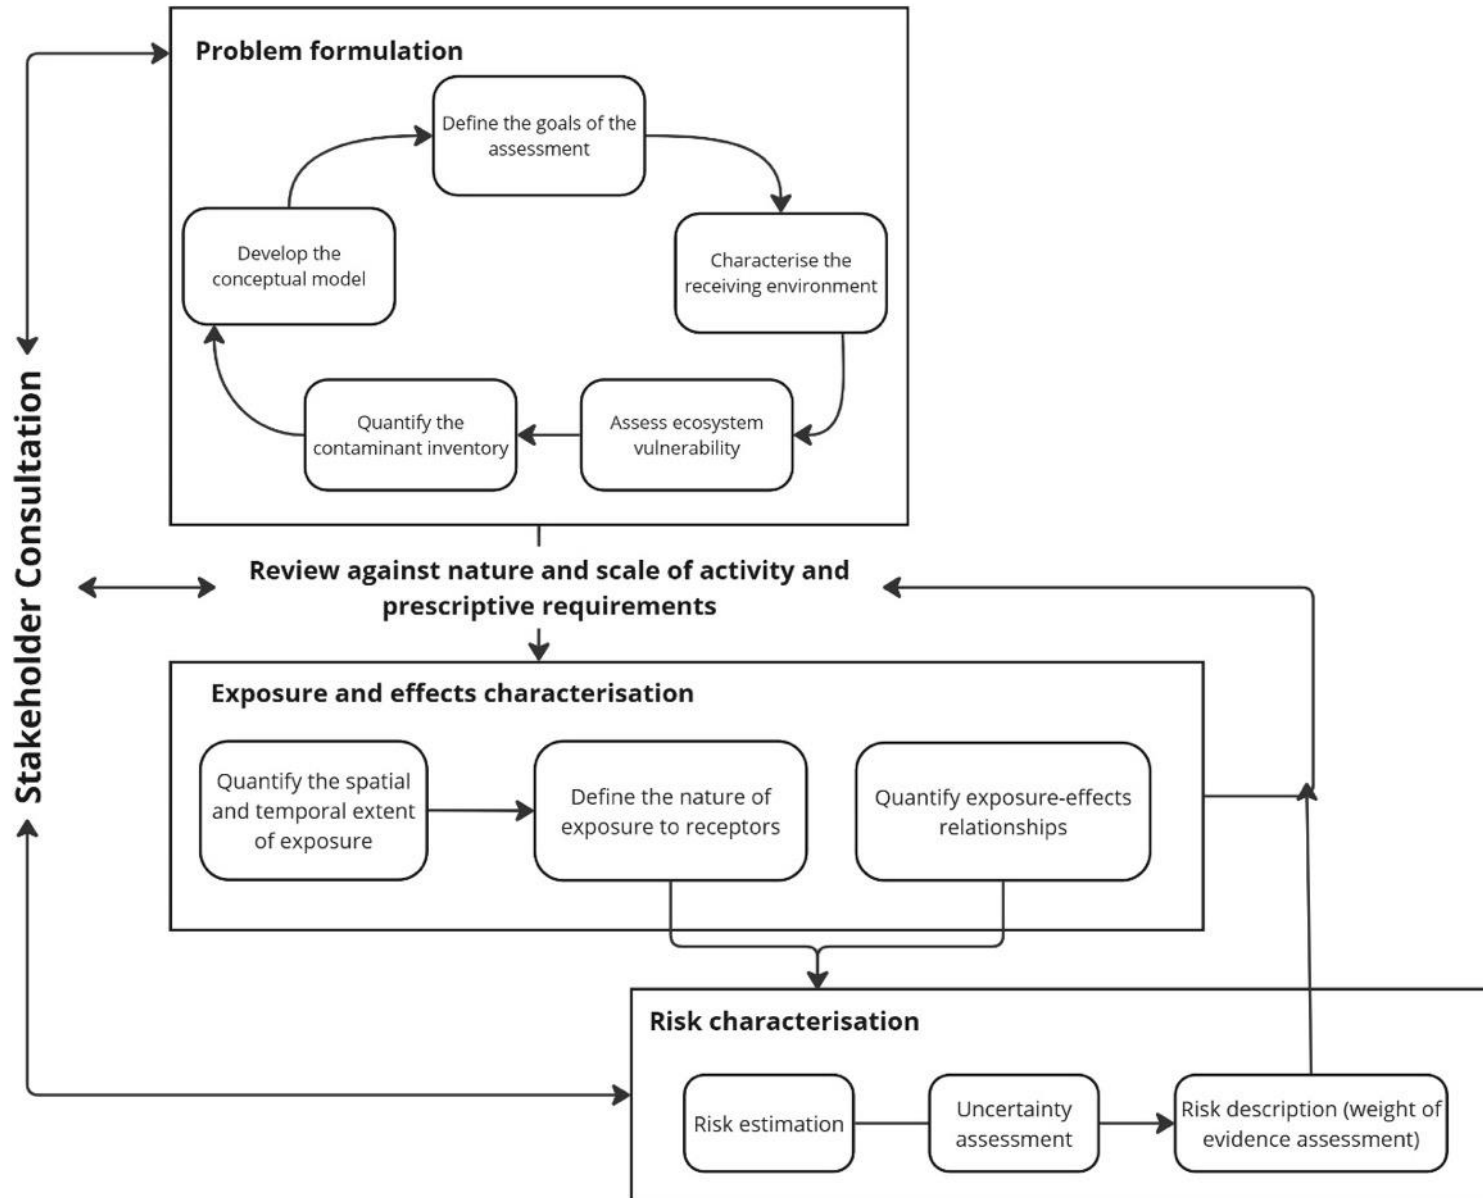 Problem formulation
Define the goals of the
assessment
Develop the
conceptual model
Characterise the
receiving environment
Quantify the
contaminant inventory
Assess ecosystem
vulnerability
Stakeholder Consultation
Review against nature and scale of activity and
prescriptive requirements
Exposure and effects characterisation
Quantify the spatial
and temporal extent
of exposure
Define the nature of
exposure to receptors
Quantify exposure-effects
relationships
Risk characterisation
Risk estimation
Uncertainty
assessment
Risk description (weight of
evidence assessment)